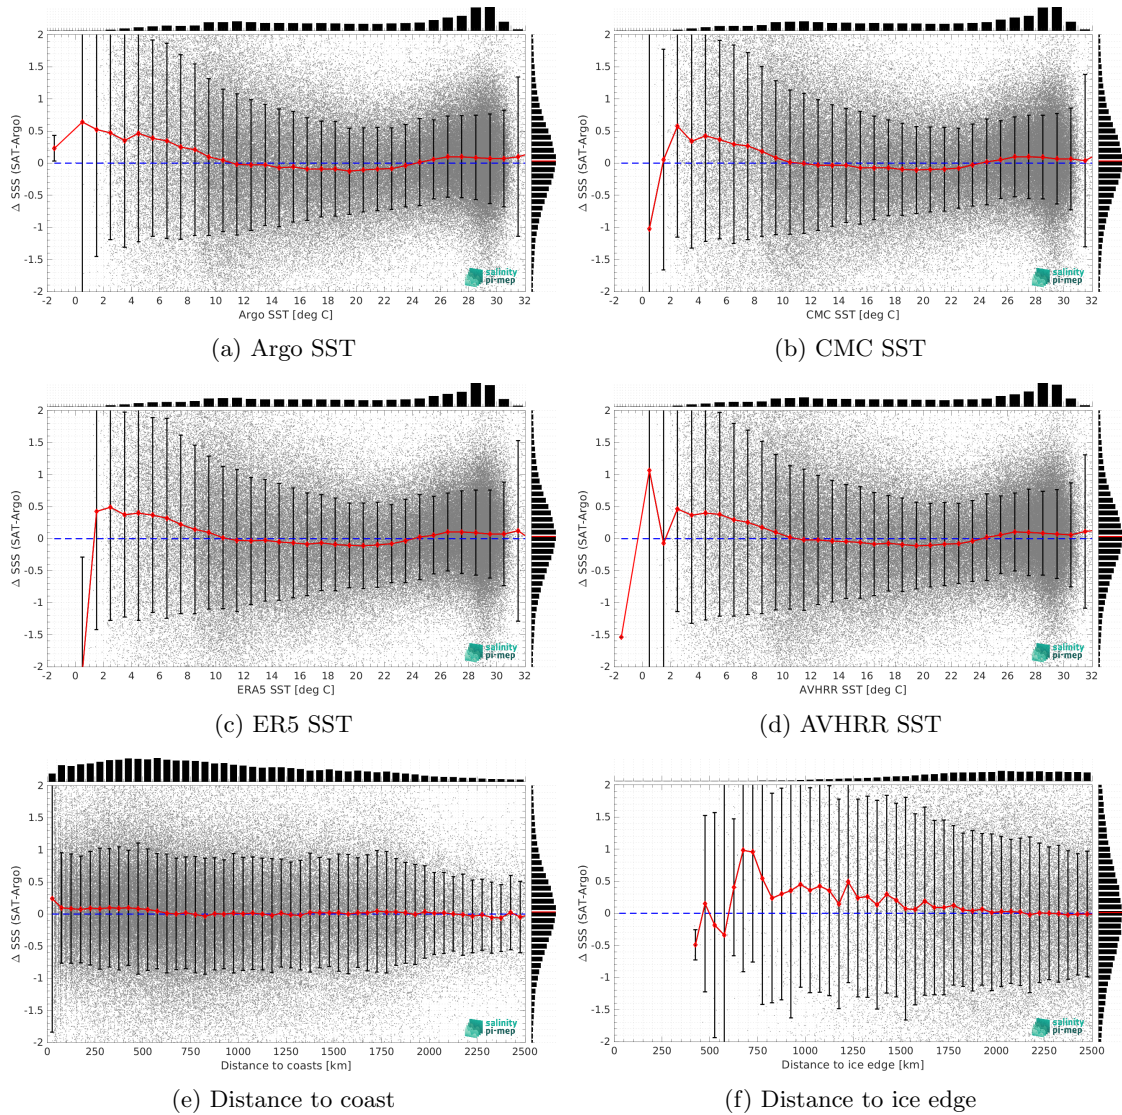 2
1.5
1
0.5
0
-0.5
-1
-1.5
-2
Δ SSS (SAT-Argo)
-2 0 2 4 6 8 10 12 14 16 18 20 22 24 26 28 30 32
Argo SST [deg C]
salinity
pi-mep
(a) Argo SST
2
1.5
1
0.5
0
-0.5
-1
-1.5
-2
Δ SSS (SAT-Argo)
-2 0 2 4 6 8 10 12 14 16 18 20 22 24 26 28 30 32
CMC SST [deg C]
salinity
pi-mep
(b) CMC SST
2
1.5
1
0.5
0
-0.5
-1
-1.5
-2
Δ SSS (SAT-Argo)
-2 0 2 4 6 8 10 12 14 16 18 20 22 24 26 28 30 32
ERA5 SST [deg C]
salinity
pi-mep
(c) ER5 SST
2
1.5
1
0.5
0
-0.5
-1
-1.5
-2
Δ SSS (SAT-Argo)
-2 0 2 4 6 8 10 12 14 16 18 20 22 24 26 28 30 32
AVHRR SST [deg C]
salinity
pi-mep
(d) AVHRR SST
2
1.5
1
0.5
0
-0.5
-1
-1.5
-2
Δ SSS (SAT-Argo)
0 250 500 750 1000 1250 1500 1750 2000 2250 2500
Distance to coasts [km]
salinity
pi-mep
(e) Distance to coast
2
1.5
1
0.5
0
-0.5
-1
-1.5
-2
Δ SSS (SAT-Argo)
0 250 500 750 1000 1250 1500 1750 2000 2250 2500
Distance to ice edge [km]
salinity
pi-mep
(f) Distance to ice edge